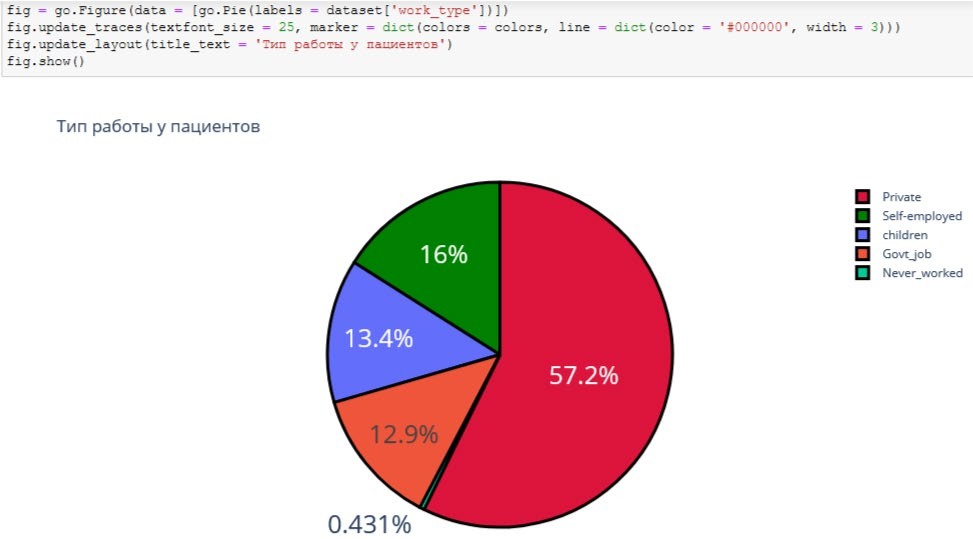 fig = go.Figure(data = [go.Pie(labels = dataset['work_type'])])
fig.update_traces(textfont_size = 25, marker = dict(colors = colors, line = dict(color = '#000000', width = 3)))
fig.update_layout(title_text = 'Тип работы у пациентов')
fig.show()
Тип работы у пациентов
Private
Self-employed
children
Govt_job
Never_worked
16%
13.4%
57.2%
12.9%
0.431%